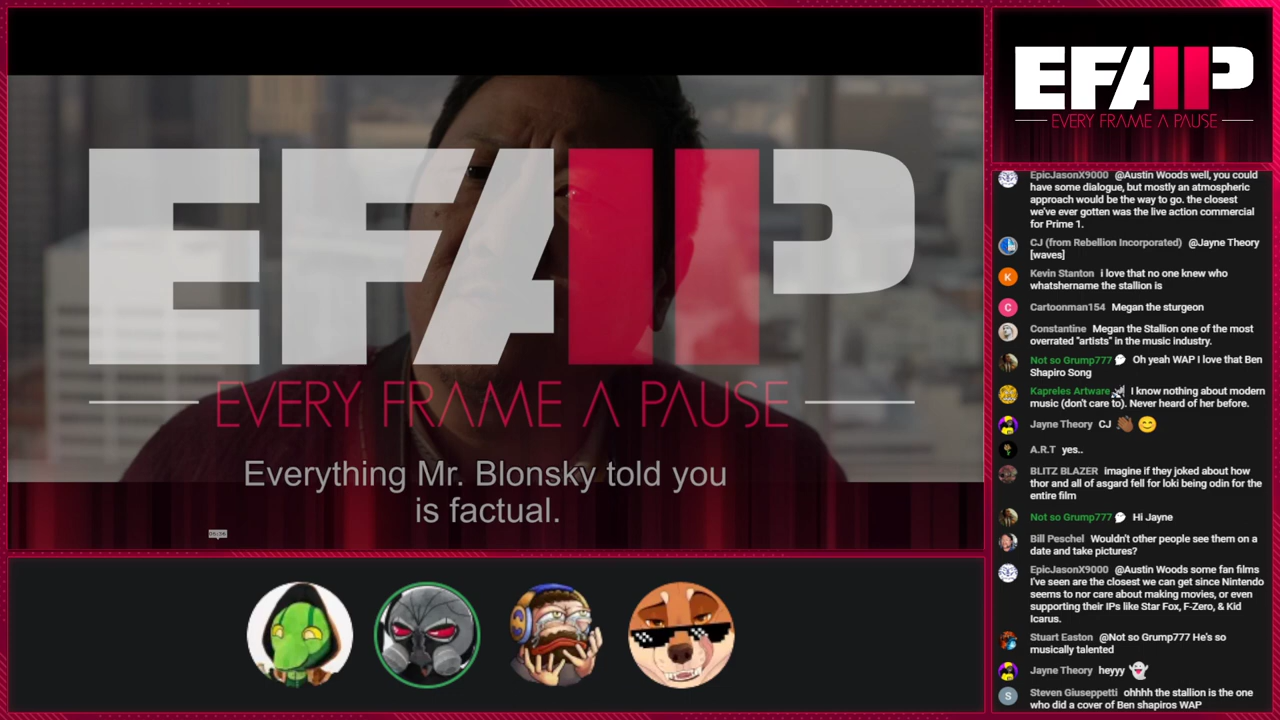 EFAP
EVERY FRAME A PAUSE
Everything Mr. Blonsky told you
is factual.
EFAP
EVERY FRAME A PAUSE
EpicJasonX9000 @Austin Woods well, you could
have some dialogue, but mostly an atmospheric
approach would be the way to go. the closest
we've ever gotten was the live action commercial
for Prime 1.
CJ (from Rebellion Incorporated) @Jayne Theory
[waves]
K
Kevin Stanton i love that no one knew who
whatshername the stallion is
C
Cartoonman154 Megan the sturgeon
Constantine Megan the Stallion one of the most
overrated "artists" in the music industry.
Not so Grump777 Oh yeah WAP I love that Ben
Shapiro Song
Kapreles Artware I know nothing about modern
music (don't care to). Never heard of her before.
Jayne Theory CJ 👋🏾 😊
A.R.T yes..
BLITZ BLAZER imagine if they joked about how
thor and all of asgard fell for loki being odin for the
entire film
Not so Grump777 Hi Jayne
Bill Peschel Wouldn't other people see them on a
date and take pictures?
EpicJasonX9000 @Austin Woods some fan films
I've seen are the closest we can get since Nintendo
seems to nor care about making movies, or even
supporting their IPs like Star Fox, F-Zero, & Kid
Icarus.
Stuart Easton @Not so Grump777 He's so
musically talented
Jayne Theory heyyy 👻
S
Steven Giuseppetti ohhhh the stallion is the one
who did a cover of Ben shapiros WAP